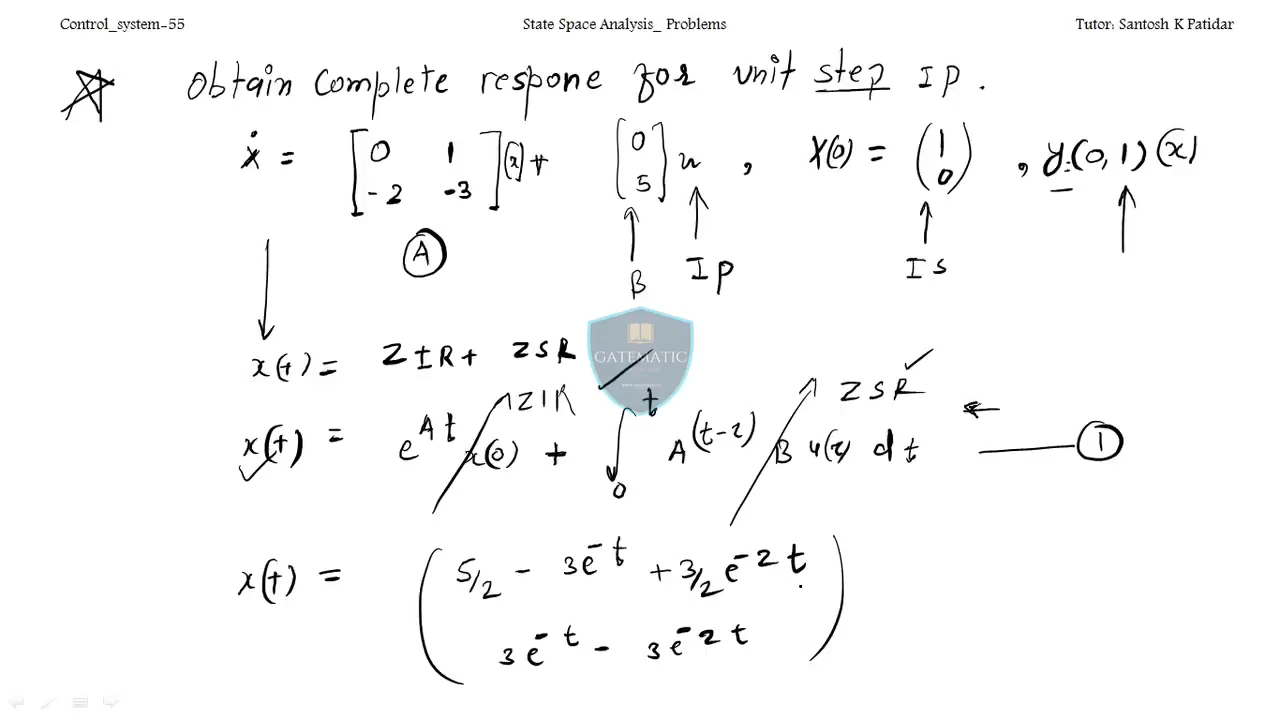 Control_system-55 State Space Analysis_ Problems Tutor: Santosh K Patidar
obtain complete respone for unit step IP.
ẋ = [0 1; -2 -3] (x) + [0; 5] u, X(0) = (1; 0), y=(0, 1)(x)
A B Ip Is
x(t) = ZIR + ZSR
GATEMATIC
ZIR ZSR
x(t) = e^At x(0) + ∫ t 0 A(t-τ) B u(τ) dt ——— 1
x(t) = (5/2 - 3e^-t + 3/2 e^-2t
3e^-t - 3e^-2t)